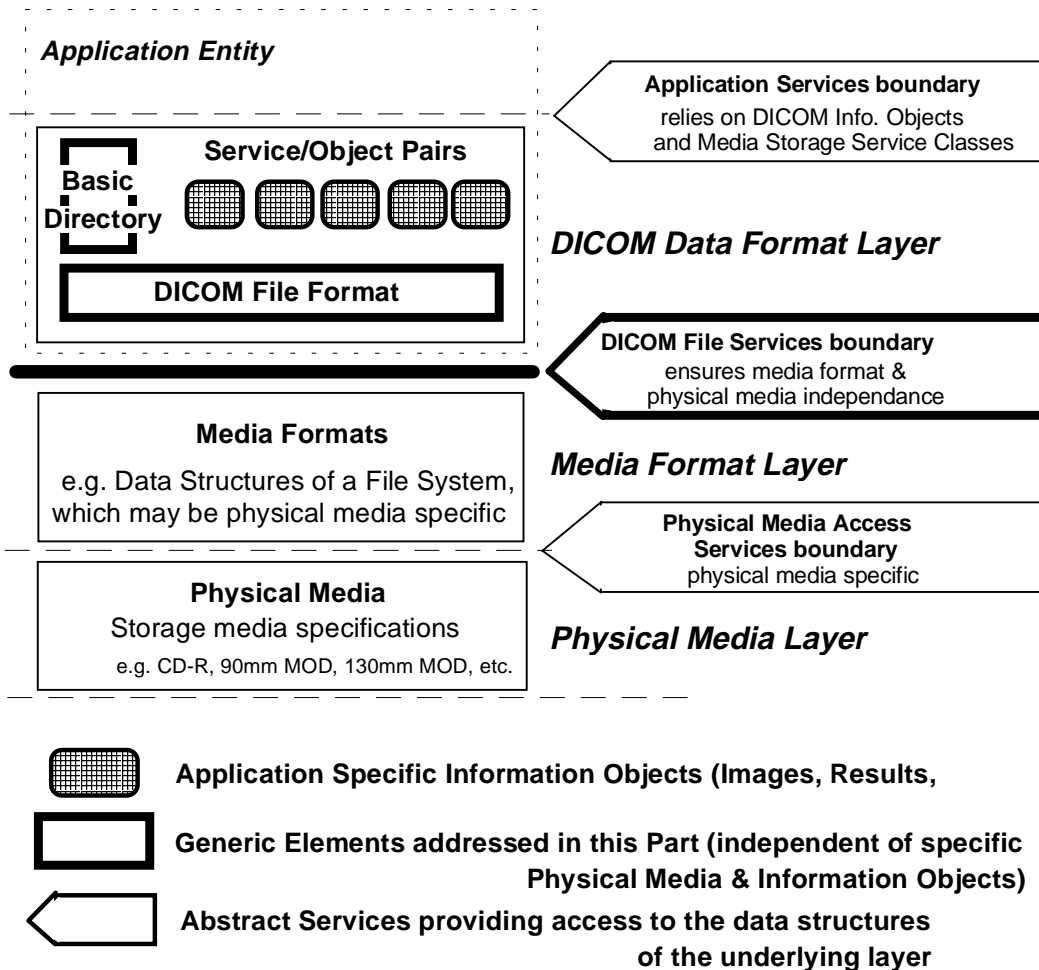 Application Entity
Application Services boundary
relies on DICOM Info. Objects
and Media Storage Service Classes
Service/Object Pairs
Basic
Directory
DICOM File Format
DICOM Data Format Layer
DICOM File Services boundary
ensures media format &
physical media independance
Media Formats
e.g. Data Structures of a File System,
which may be physical media specific
Media Format Layer
Physical Media Access
Services boundary
physical media specific
Physical Media
Storage media specifications
e.g. CD-R, 90mm MOD, 130mm MOD, etc.
Physical Media Layer
Application Specific Information Objects (Images, Results,
Generic Elements addressed in this Part (independent of specific
Physical Media & Information Objects)
Abstract Services providing access to the data structures
of the underlying layer